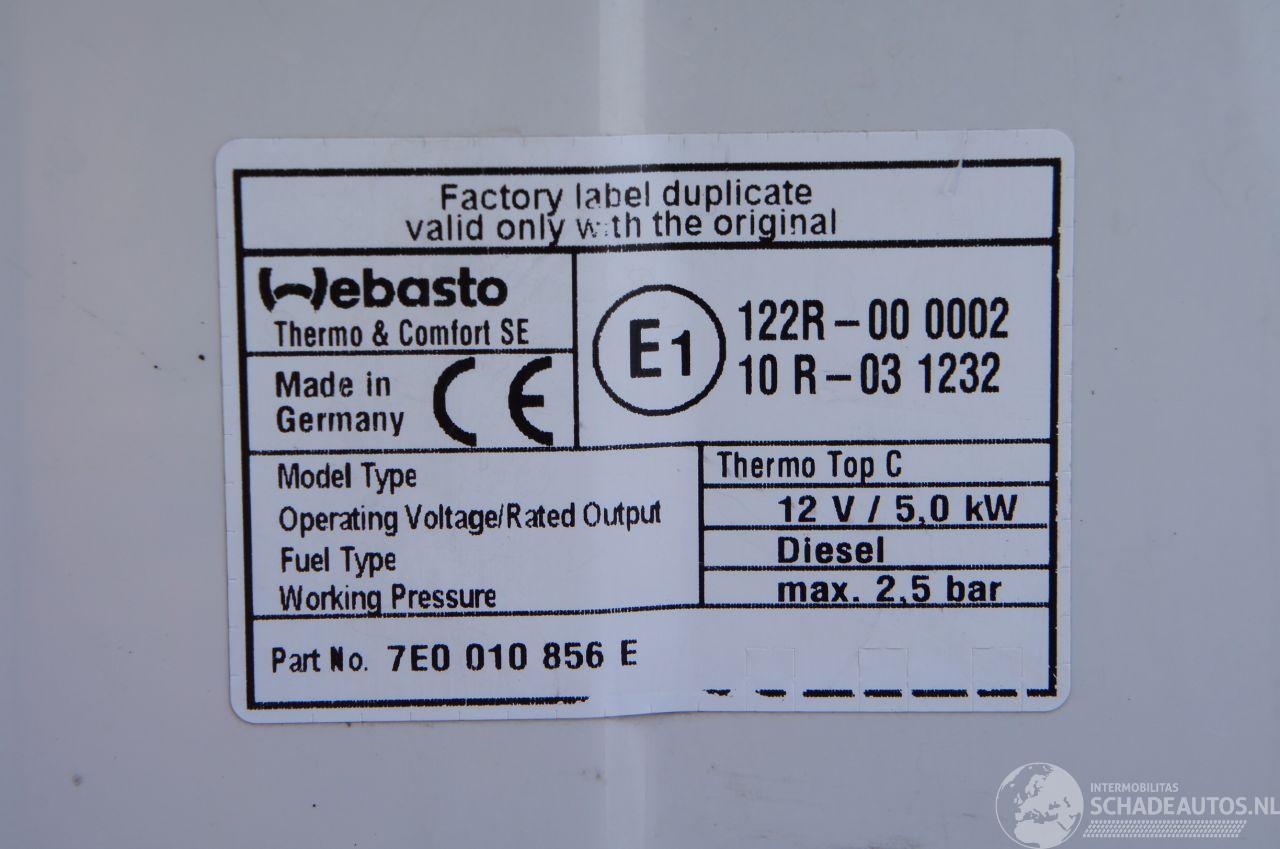 Factory label duplicate
valid only with the original
Webasto
Thermo & Comfort SE
Made in
Germany
CE
E1
122R-00 0002
10 R-03 1232
Model Type
Thermo Top C
Operating Voltage/Rated Output
12 V / 5,0 kW
Fuel Type
Diesel
Working Pressure
max. 2,5 bar
Part No. 7E0 010 856 E
INTERMOBILITAS
SCHADEAUTOS.NL